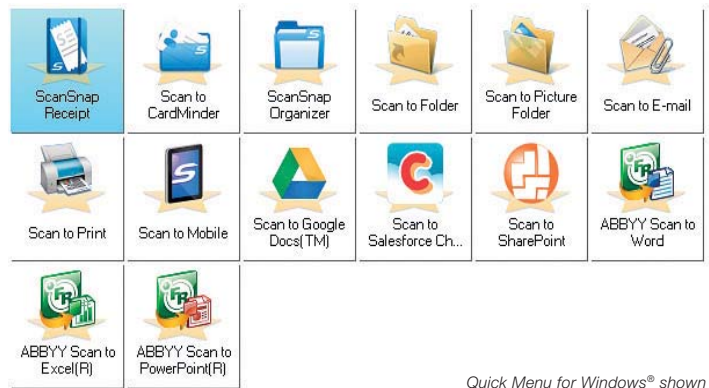 ScanSnap
Receipt
Scan to
CardMinder
ScanSnap
Organizer
Scan to Folder
Scan to Picture
Folder
Scan to E-mail
Scan to Print
Scan to Mobile
Scan to Google
Docs(TM)
Scan to
Salesforce Ch...
Scan to
SharePoint
ABBYY Scan to
Word
ABBYY Scan to
Excel(R)
ABBYY Scan to
PowerPoint(R)
Quick Menu for Windows® shown